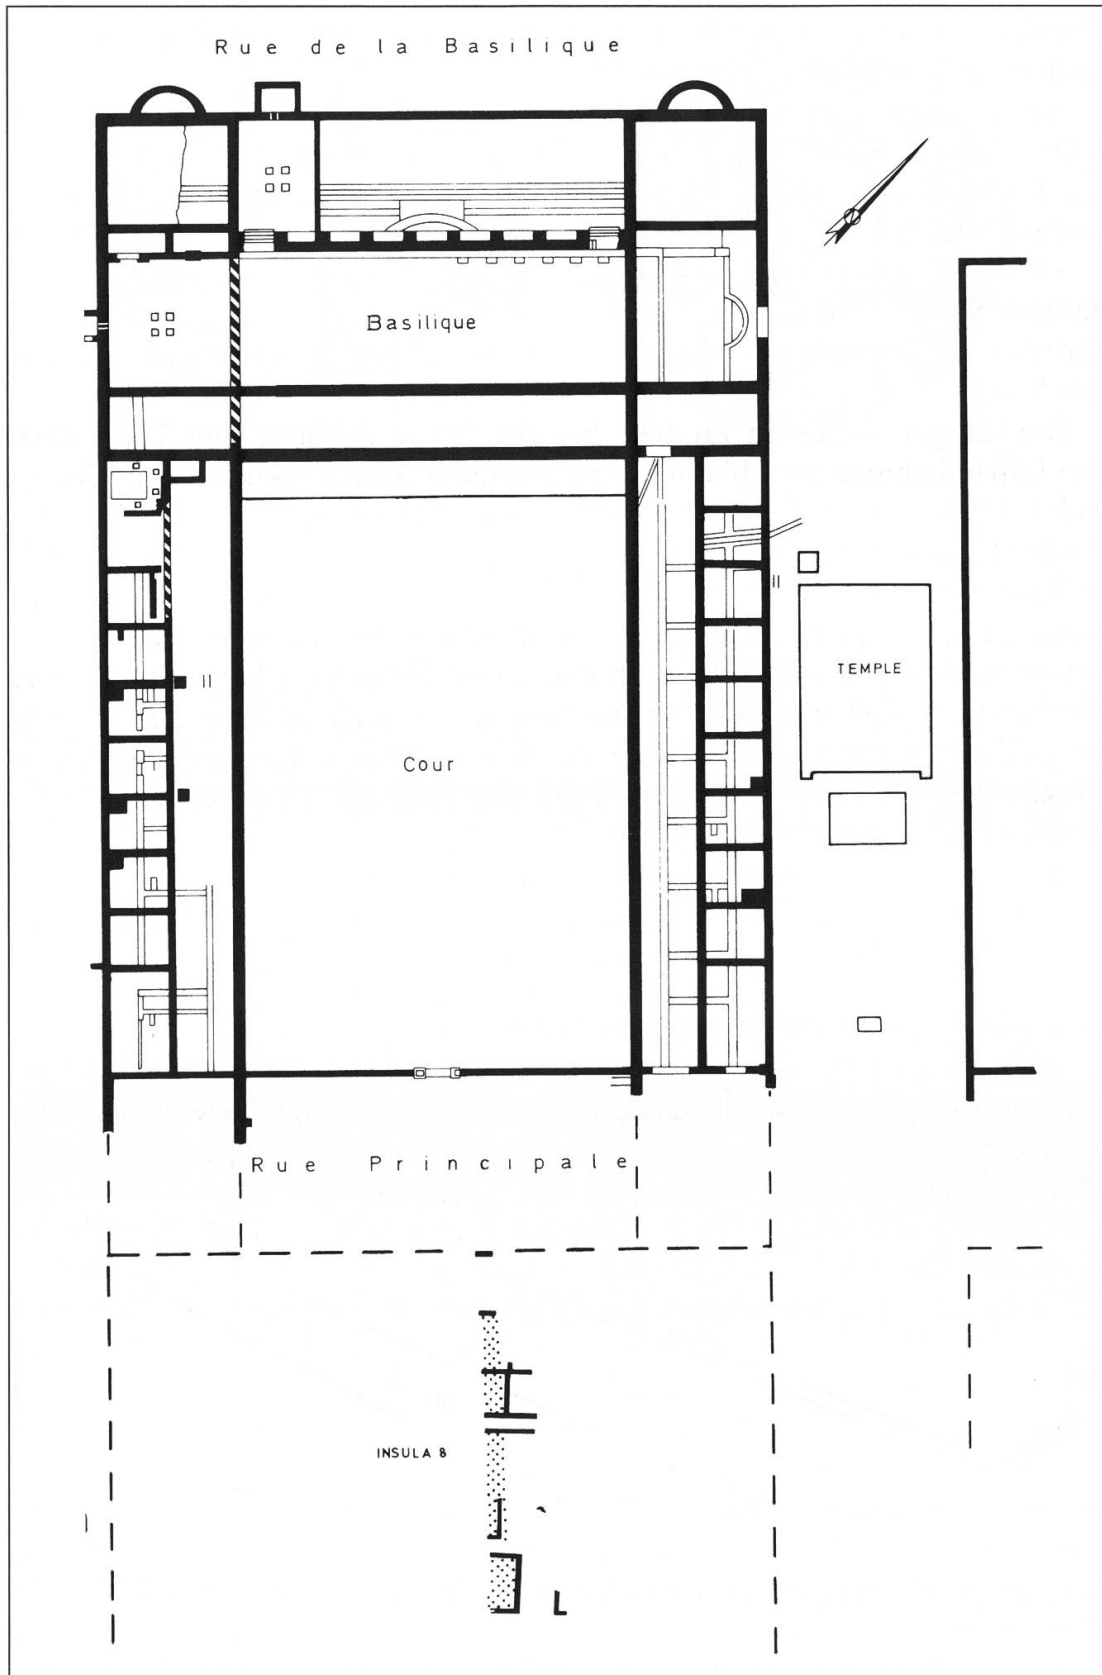 Rue de la Basilique
Basilique
TEMPLE
Cour
Rue Principale
INSULA 8